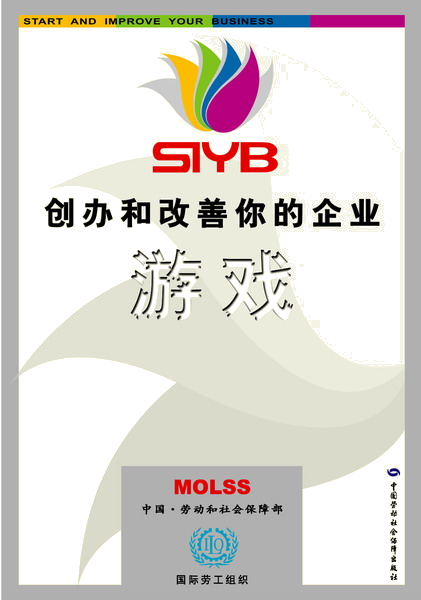 START AND IMPROVE YOUR BUSINESS
SIYB
创办和改善你的企业
游戏
MOLSS
中国·劳动和社会保障部
ILO
国际劳工组织
中国劳动社会保障出版社